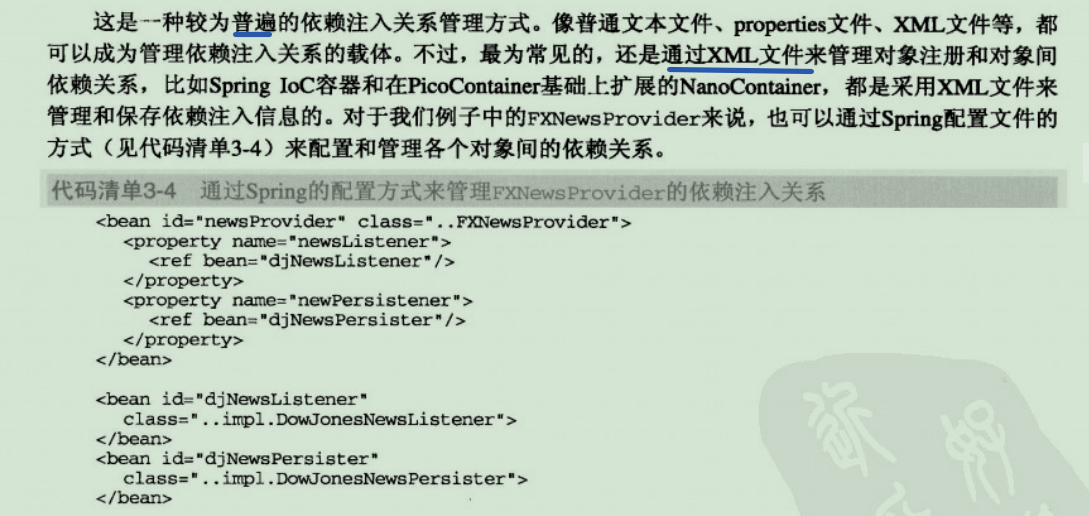 这是一种较为普遍的依赖注入关系管理方式。像普通文本文件、properties文件、XML文件等，都
可以成为管理依赖注入关系的载体。不过，最为常见的，还是通过XML文件来管理对象注册和对象间
依赖关系，比如Spring IoC容器和在PicoContainer基础上扩展的NanoContainer，都是采用XML文件来
管理和保存依赖注入信息的。对于我们例子中的FXNewsProvider来说，也可以通过Spring配置文件的
方式（见代码清单3-4）来配置和管理各个对象间的依赖关系。
代码清单3-4 通过Spring的配置方式来管理FXNewsProvider的依赖注入关系
<bean id="newsProvider" class="..FXNewsProvider">
<property name="newsListener">
<ref bean="djNewsListener"/>
</property>
<property name="newPersistener">
<ref bean="djNewsPersister"/>
</property>
</bean>
<bean id="djNewsListener"
class="..impl.DowJonesNewsListener">
</bean>
<bean id="djNewsPersister"
class="..impl.DowJonesNewsPersister">
</bean>